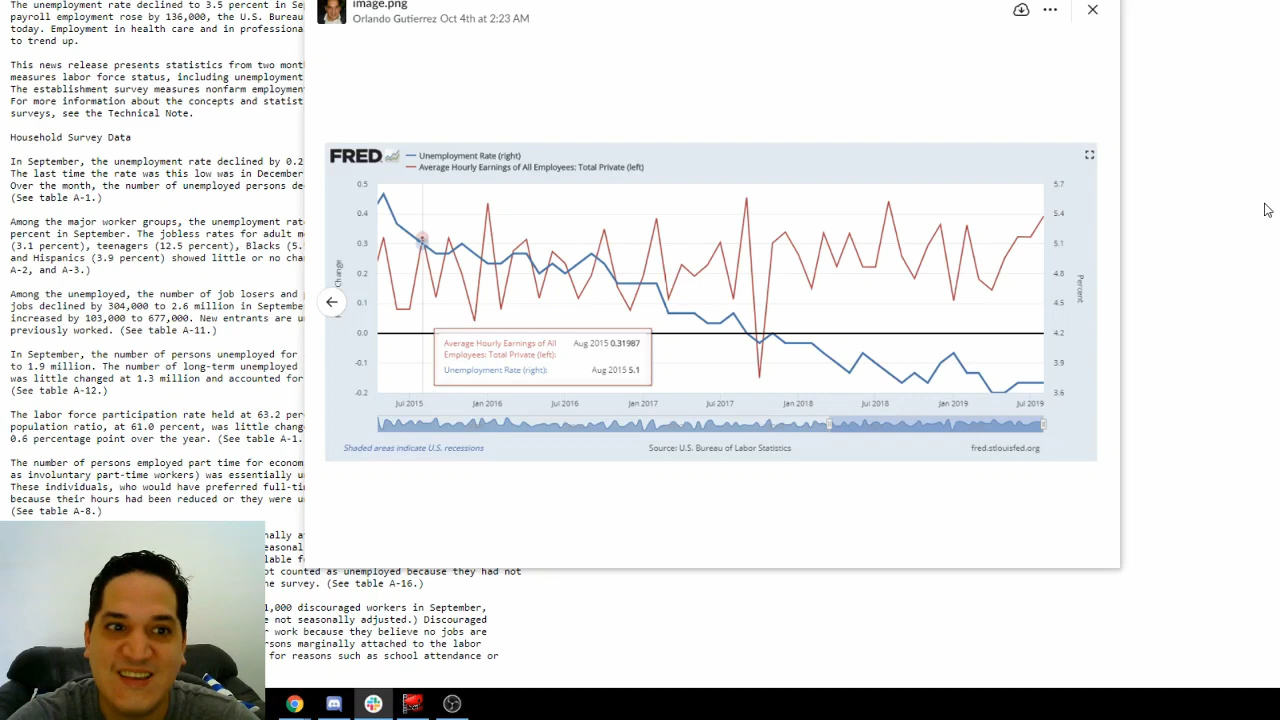 The unemployment rate declined to 3.5 percent in Se
payroll employment rose by 136,000, the U.S. Bureau
today. Employment in health care and in profession
to trend up.
This news release presents statistics from two mont
measures labor force status, including unemployment
The establishment survey measures nonfarm employmen
For more information about the concepts and statist
surveys, see the Technical Note.
Household Survey Data
In September, the unemployment rate declined by 0.2
The last time the rate was this low was in December
Over the month, the number of unemployed persons de
(See table A-1.)
Among the major worker groups, the unemployment rat
percent in September. The jobless rates for adult m
(3.1 percent), teenagers (12.5 percent), Blacks (5.
and Hispanics (3.9 percent) showed little or no cha
A-2, and A-3.)
Among the unemployed, the number of job losers and
jobs declined by 304,000 to 2.6 million in Septembe
increased by 103,000 to 677,000. New entrants are u
previously worked. (See table A-11.)
In September, the number of persons unemployed for
to 1.9 million. The number of long-term unemployed
was little changed at 1.3 million and accounted for
(See table A-12.)
The labor force participation rate held at 63.2 per
population ratio, at 61.0 percent, was little chang
0.6 percentage point over the year. (See table A-1.
The number of persons employed part time for econom
as involuntary part-time workers) was essentially u
These individuals, who would have preferred full-ti
because their hours had been reduced or they were u
(See table A-8.)
nally a
easonal
lable f
ot counted as unemployed because they had not
he survey. (See table A-16.)
1,000 discouraged workers in September,
e not seasonally adjusted.) Discouraged
r work because they believe no jobs are
rsons marginally attached to the labor
for reasons such as school attendance or
image.png
Orlando Gutierrez Oct 4th at 2:23 AM
FRED
Unemployment Rate (right)
Average Hourly Earnings of All Employees: Total Private (left)
0.5
0.4
0.3
0.2
0.1
0.0
-0.1
-0.2
Change
5.7
5.4
5.1
4.8
4.5
4.2
3.9
3.6
Percent
Average Hourly Earnings of All Aug 2015 0.31987
Employees: Total Private (left):
Unemployment Rate (right): Aug 2015 5.1
Jul 2015 Jan 2016 Jul 2016 Jan 2017 Jul 2017 Jan 2018 Jul 2018 Jan 2019 Jul 2019
Shaded areas indicate U.S. recessions Source: U.S. Bureau of Labor Statistics fred.stlouisfed.org